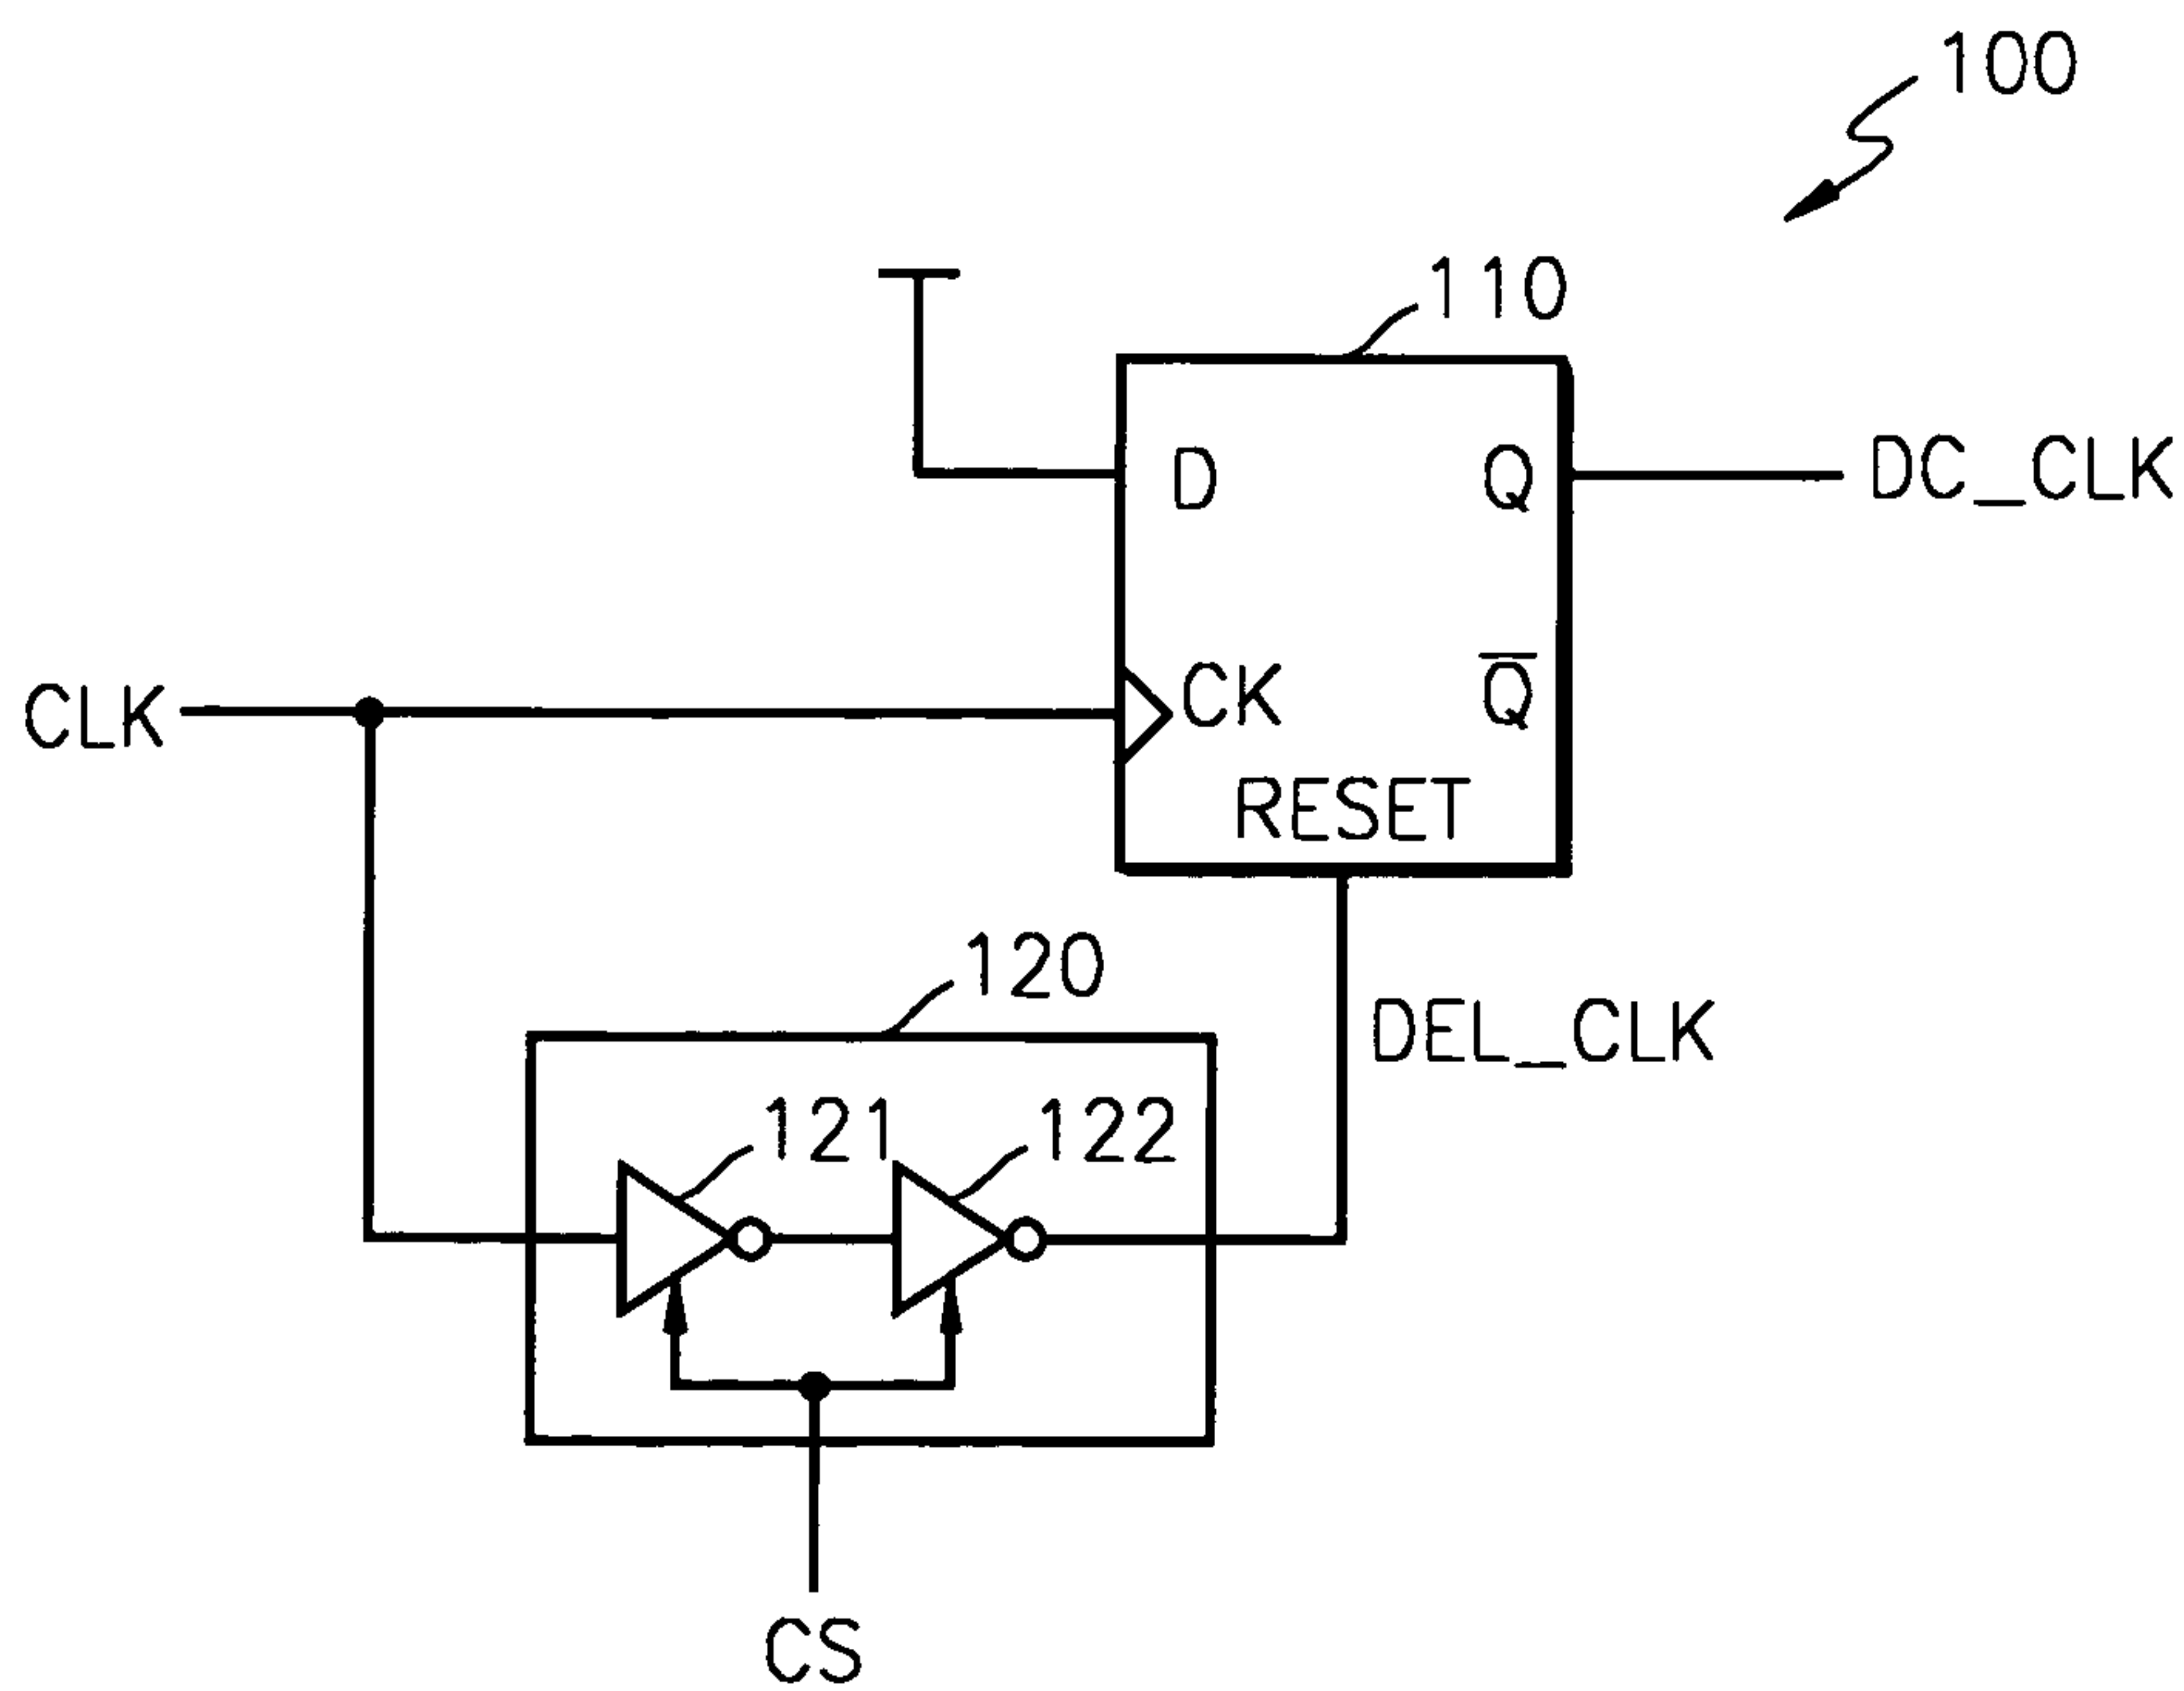 100
110
D Q
DC_CLK
CLK
CK Q̅
RESET
120
DEL_CLK
121 122
CS